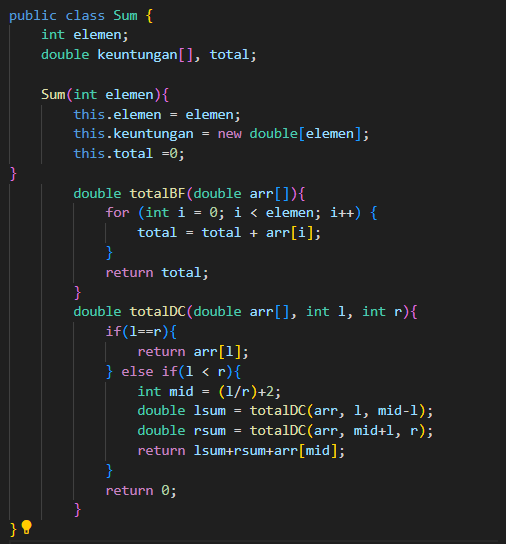 public class Sum {
    int elemen;
    double keuntungan[], total;

    Sum(int elemen){
        this.elemen = elemen;
        this.keuntungan = new double[elemen];
        this.total =0;
}
        double totalBF(double arr[]){
            for (int i = 0; i < elemen; i++) {
                total = total + arr[i];
            }
            return total;
        }
        double totalDC(double arr[], int l, int r){
            if(l==r){
                return arr[l];
            } else if(l < r){
                int mid = (l/r)+2;
                double lsum = totalDC(arr, l, mid-l);
                double rsum = totalDC(arr, mid+l, r);
                return lsum+rsum+arr[mid];
            }
            return 0;
        }
}